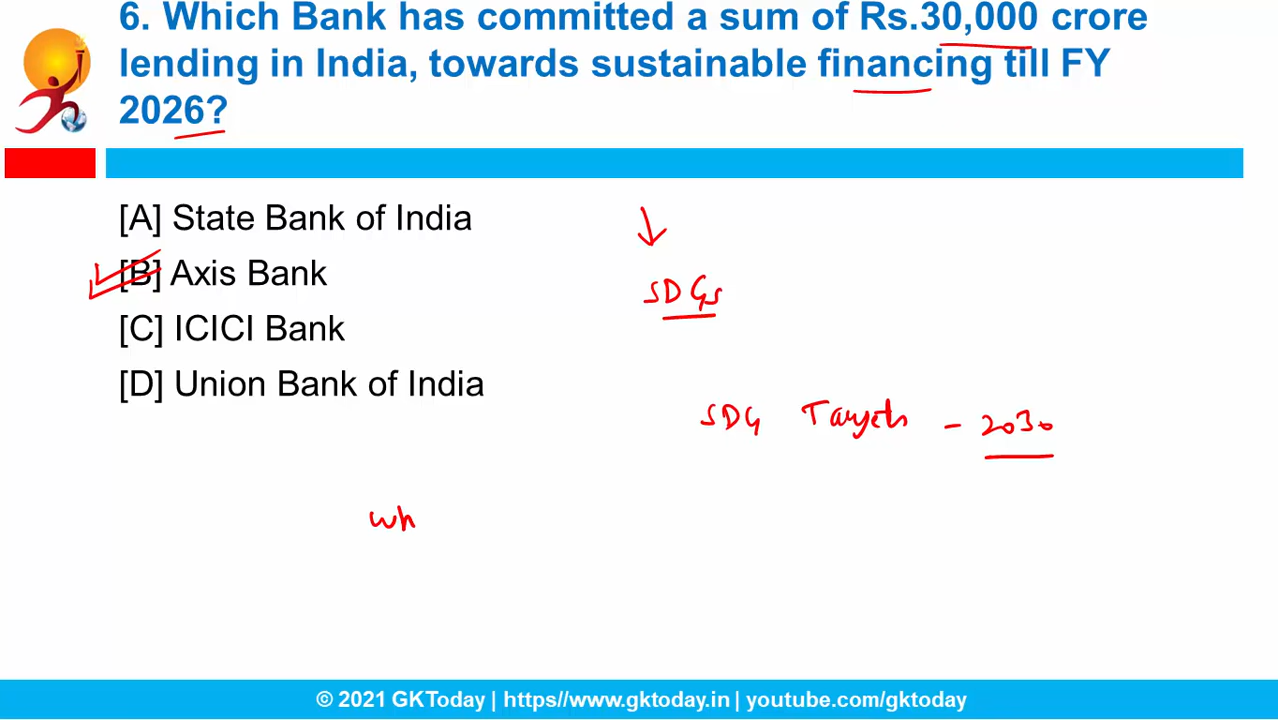 6. Which Bank has committed a sum of Rs.30,000 crore
lending in India, towards sustainable financing till FY
2026?
[A] State Bank of India
[B] Axis Bank
[C] ICICI Bank
[D] Union Bank of India
SDGs
SDG Targets - 2030
wh
© 2021 GKToday | https//www.gktoday.in | youtube.com/gktoday